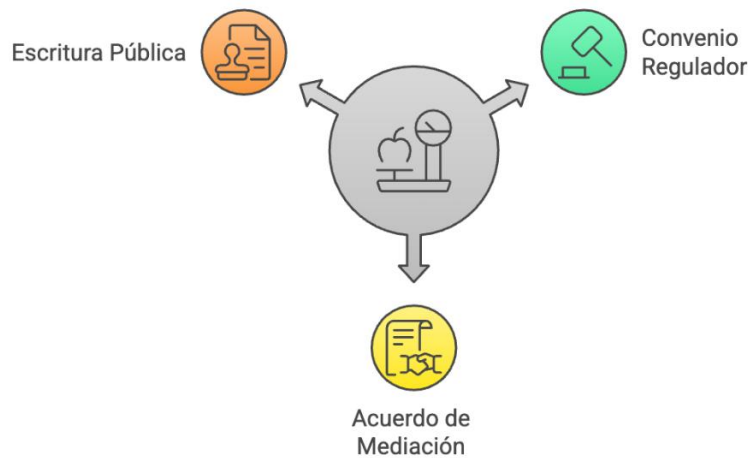 Escritura Pública
Convenio
Regulador
Acuerdo de
Mediación